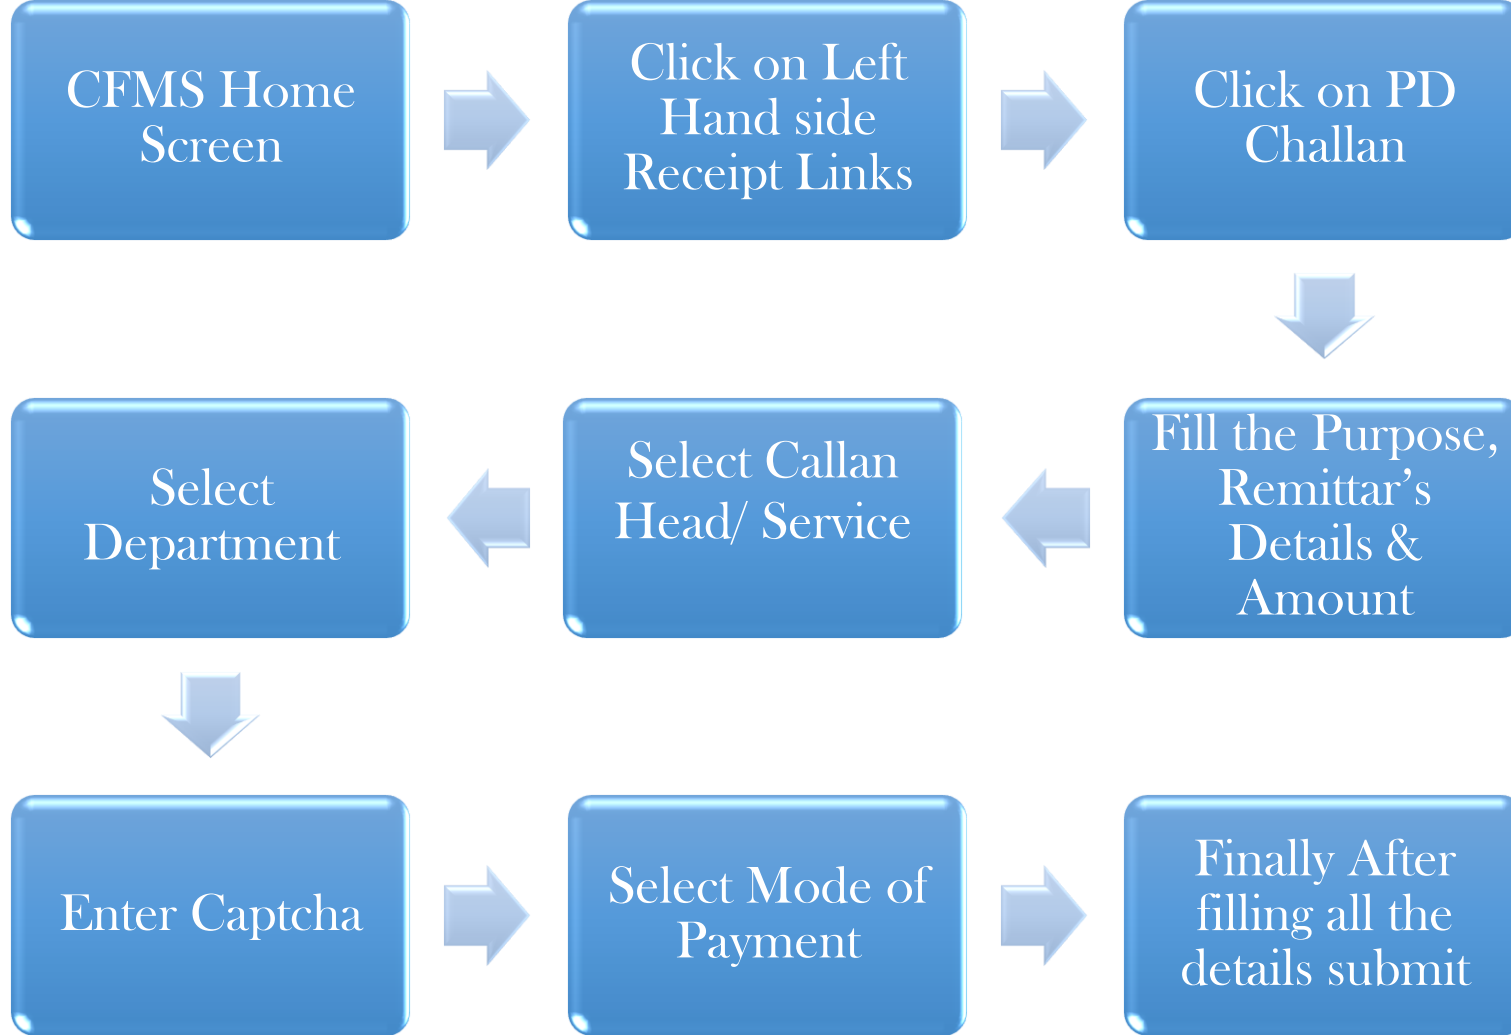 CFMS Home
Screen
Click on Left
Hand side
Receipt Links
Click on PD
Challan
Fill the Purpose,
Remittar’s
Details &
Amount
Select Callan
Head/ Service
Select
Department
Enter Captcha
Select Mode of
Payment
Finally After
filling all the
details submit